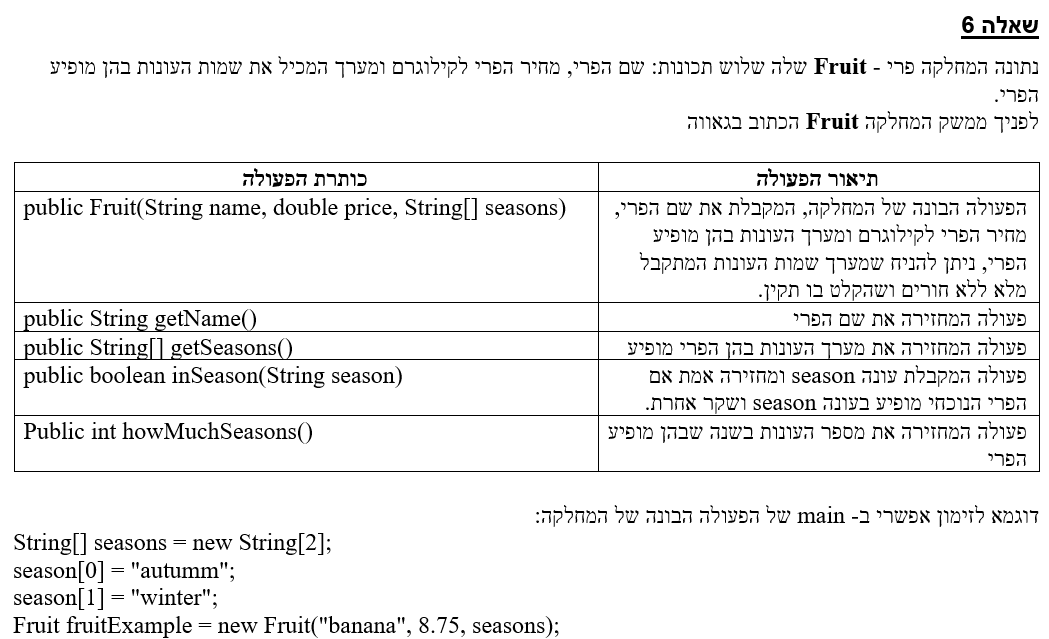 שאלה 6
נתונה המחלקה פרי - Fruit שלה שלוש תכונות: שם הפרי, מחיר הפרי לקילוגרם ומערך המכיל את שמות העונות בהן מופיע
הפרי.
לפניך ממשק המחלקה Fruit הכתוב בגאווה
תיאור הפעולה
כותרת הפעולה
הפעולה הבונה של המחלקה, המקבלת את שם הפרי,
מחיר הפרי לקילוגרם ומערך העונות בהן מופיע
הפרי, ניתן להניח שמערך שמות העונות המתקבל
מלא ללא חורים ושהקלט בו תקין.
public Fruit(String name, double price, String[] seasons)
פעולה המחזירה את שם הפרי
public String getName()
פעולה המחזירה את מערך העונות בהן הפרי מופיע
public String[] getSeasons()
פעולה המקבלת עונה season ומחזירה אמת אם
הפרי הנוכחי מופיע בעונה season ושקר אחרת.
public boolean inSeason(String season)
פעולה המחזירה את מספר העונות בשנה שבהן מופיע
הפרי
Public int howMuchSeasons()
דוגמא לזימון אפשרי ב- main של הפעולה הבונה של המחלקה:
String[] seasons = new String[2];
season[0] = "autumm";
season[1] = "winter";
Fruit fruitExample = new Fruit("banana", 8.75, seasons);